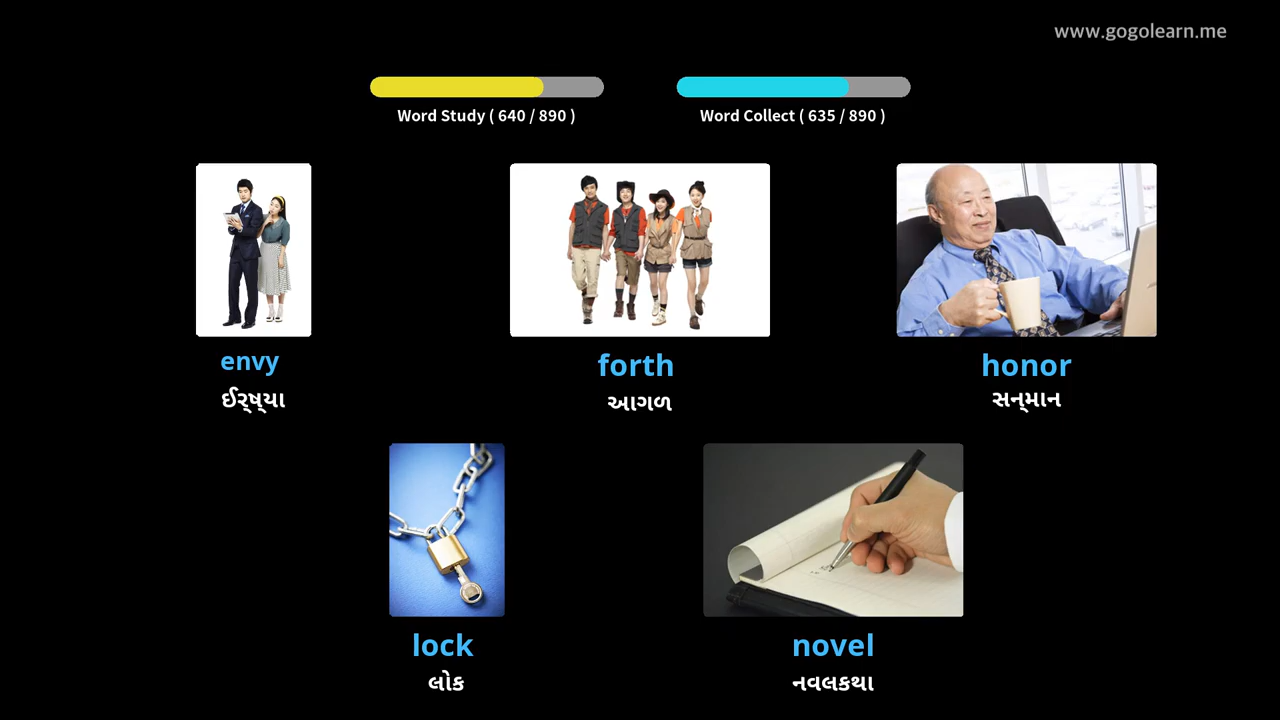 www.gogolearn.me
Word Study ( 640 / 890 )
Word Collect ( 635 / 890 )
envy
ઈર્ષ્યા
forth
આગળ
honor
સન્માન
lock
લોક
novel
નવલકથા